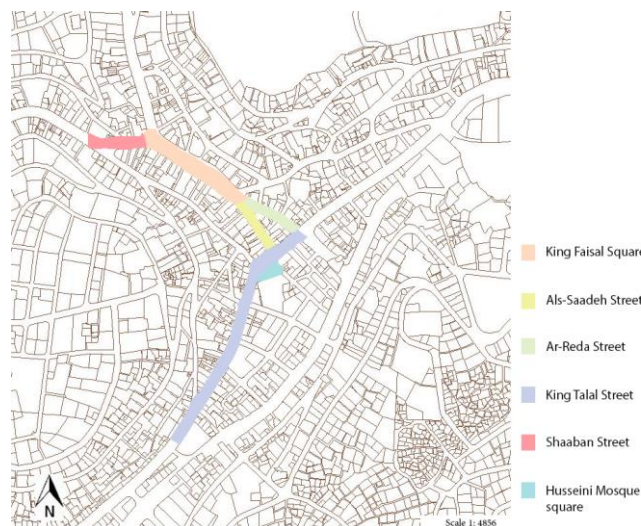 King Faisal Square
Als-Saadeh Street
Ar-Reda Street
King Talal Street
Shaaban Street
Husseini Mosque
square
N
Scale 1: 4856